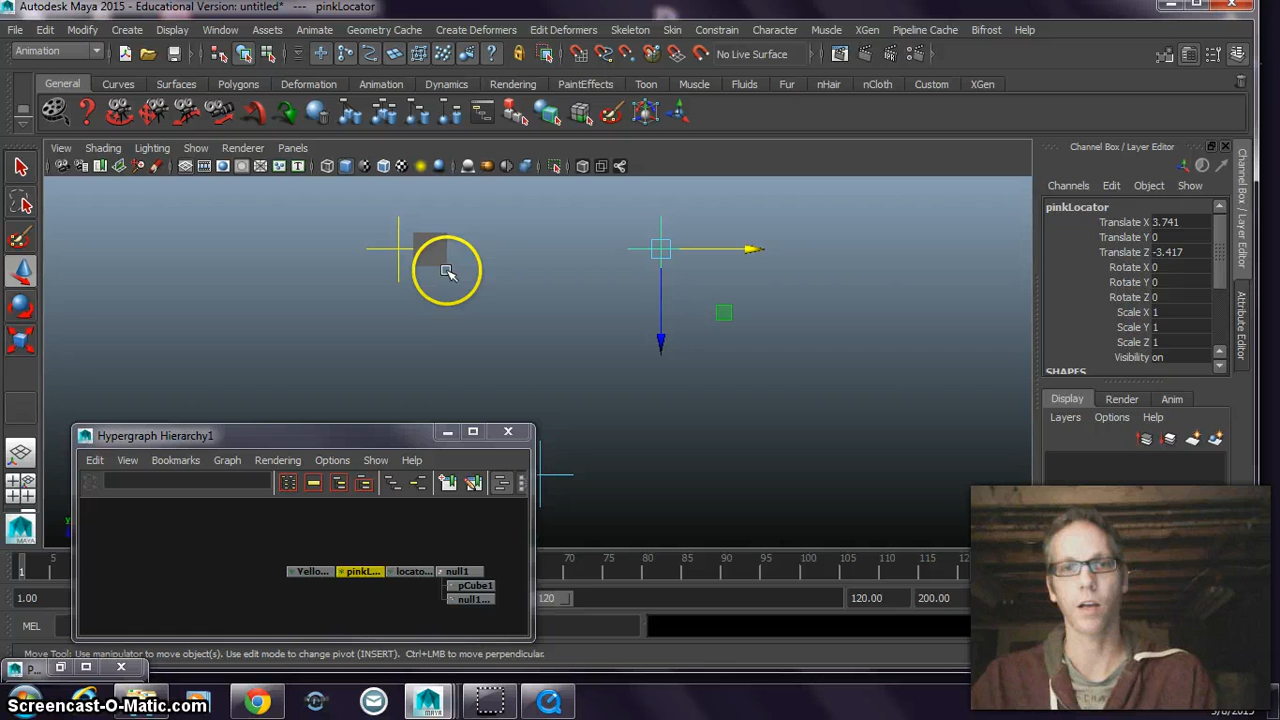 Autodesk Maya 2015 - Educational Version: untitled* --- pinkLocator
File Edit Modify Create Display Window Assets Animate Geometry Cache Create Deformers Edit Deformers Skeleton Skin Constrain Character Muscle XGen Pipeline Cache Bifrost Help
Animation No Live Surface
General Curves Surfaces Polygons Deformation Animation Dynamics Rendering PaintEffects Toon Muscle Fluids Fur nHair nCloth Custom XGen
View Shading Lighting Show Renderer Panels
Channel Box / Layer Editor
Channels Edit Object Show
pinkLocator
Translate X 3.741
Translate Y 0
Translate Z -3.417
Rotate X 0
Rotate Y 0
Rotate Z 0
Scale X 1
Scale Y 1
Scale Z 1
Visibility on
SHAPES
Display Render Anim
Layers Options Help
Channel Box / Layer Editor
Attribute Editor
Hypergraph Hierarchy1
Edit View Bookmarks Graph Rendering Options Show Help
Yello... pinkL... locato... null1
pCube1
null1...
1 5 70 75 80 85 90 95 100 105 110 115
1.00 120 120.00 200.00
MEL
Move Tool: Use manipulator to move object(s). Use edit mode to change pivot (INSERT). Ctrl+LMB to move perpendicular.
P...
Screencast-O-Matic.com